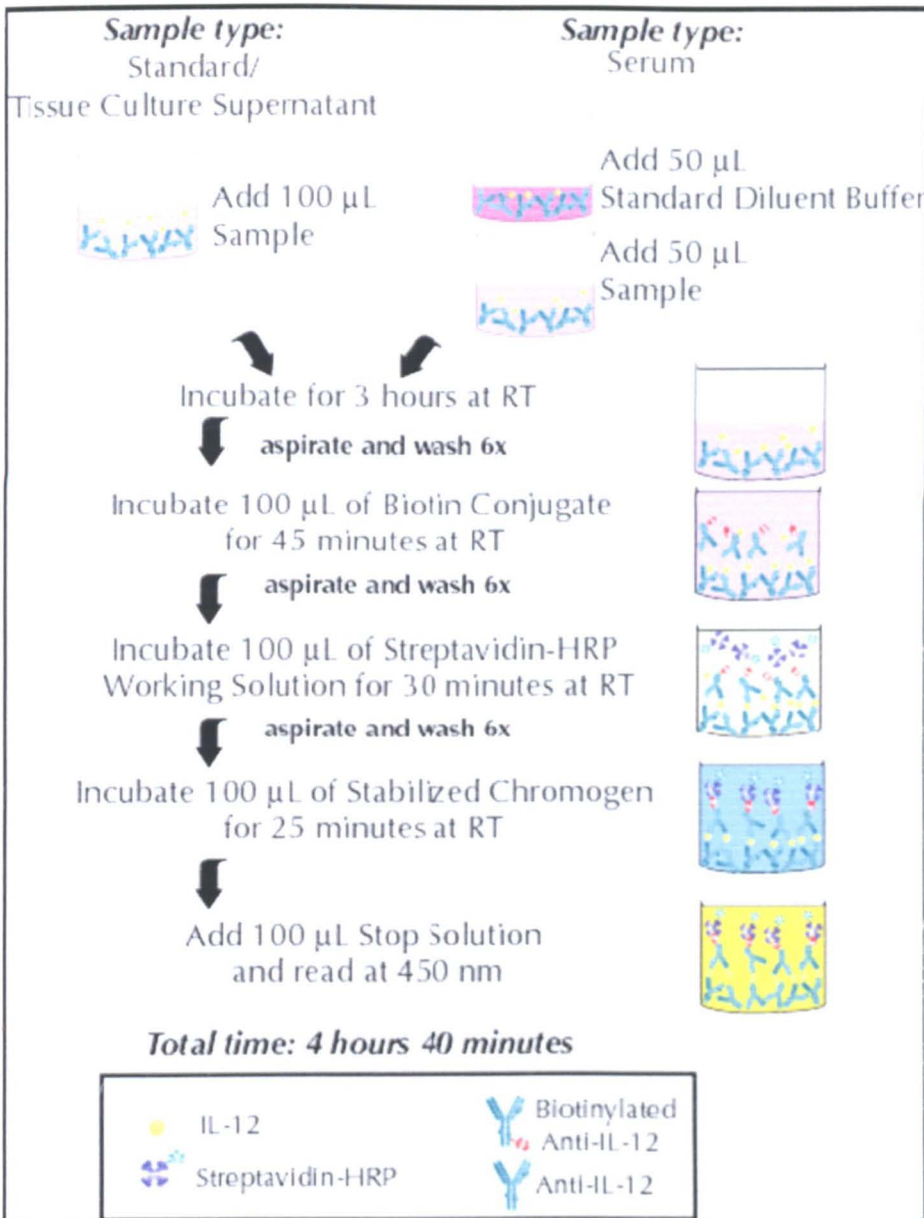 Sample type:
Standard/
Tissue Culture Supernatant
Sample type:
Serum
Add 100 µL
Sample
Add 50 µL
Standard Diluent Buffer
Add 50 µL
Sample
Incubate for 3 hours at RT
aspirate and wash 6x
Incubate 100 µL of Biotin Conjugate
for 45 minutes at RT
aspirate and wash 6x
Incubate 100 µL of Streptavidin-HRP
Working Solution for 30 minutes at RT
aspirate and wash 6x
Incubate 100 µL of Stabilized Chromogen
for 25 minutes at RT
Add 100 µL Stop Solution
and read at 450 nm
Total time: 4 hours 40 minutes
IL-12
Streptavidin-HRP
Biotinylated
Anti-IL-12
Anti-IL-12